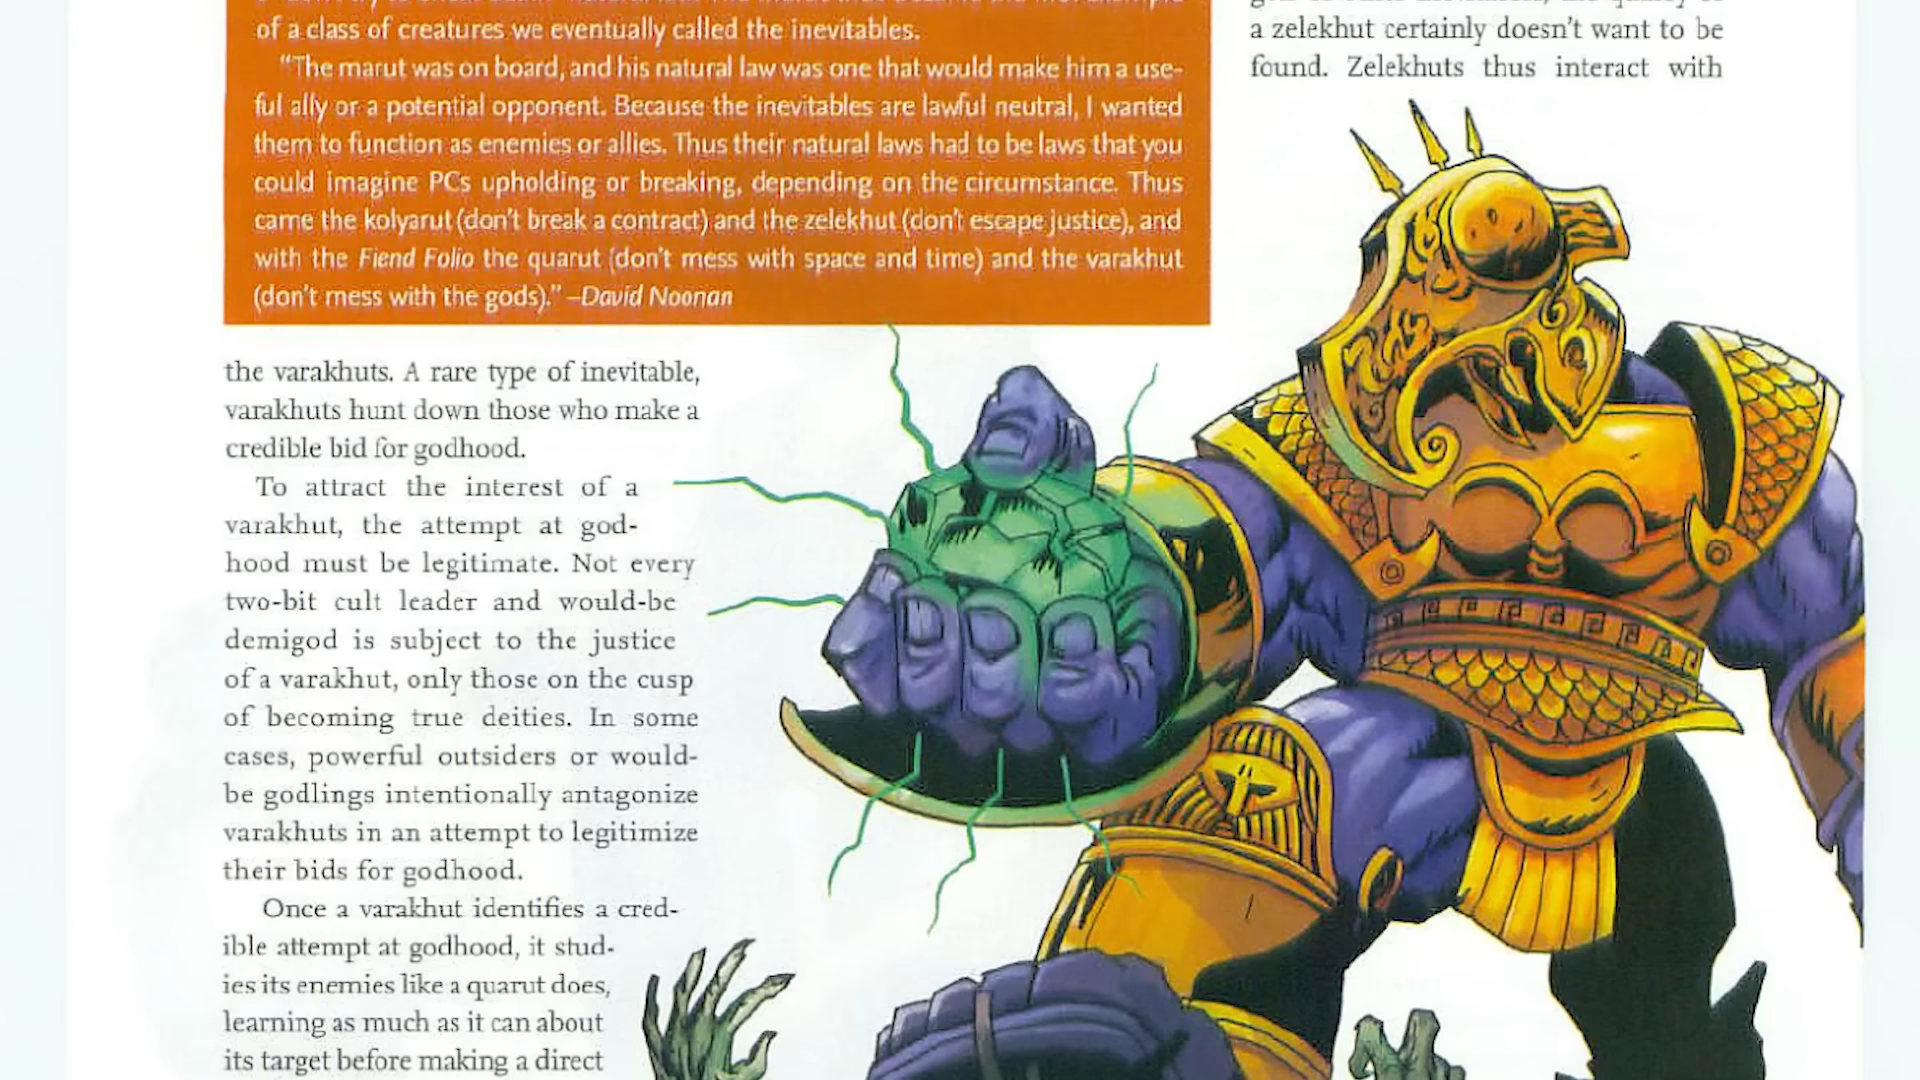 of a class of creatures we eventually called the inevitables.
“The marut was on board, and his natural law was one that would make him a use-
ful ally or a potential opponent. Because the inevitables are lawful neutral, I wanted
them to function as enemies or allies. Thus their natural laws had to be laws that you
could imagine PCs upholding or breaking, depending on the circumstance. Thus
came the kolyarut (don't break a contract) and the zelekhut (don't escape justice), and
with the Fiend Folio the quarut (don't mess with space and time) and the varakhut
(don't mess with the gods).” –David Noonan
the varakhuts. A rare type of inevitable,
varakhuts hunt down those who make a
credible bid for godhood.
To attract the interest of a
varakhut, the attempt at god-
hood must be legitimate. Not every
two-bit cult leader and would-be
demigod is subject to the justice
of a varakhut, only those on the cusp
of becoming true deities. In some
cases, powerful outsiders or would-
be godlings intentionally antagonize
varakhuts in an attempt to legitimize
their bids for godhood.
Once a varakhut identifies a cred-
ible attempt at godhood, it stud-
ies its enemies like a quarut does,
learning as much as it can about
its target before making a direct
a zelekhut certainly doesn't want to be
found. Zelekhuts thus interact with